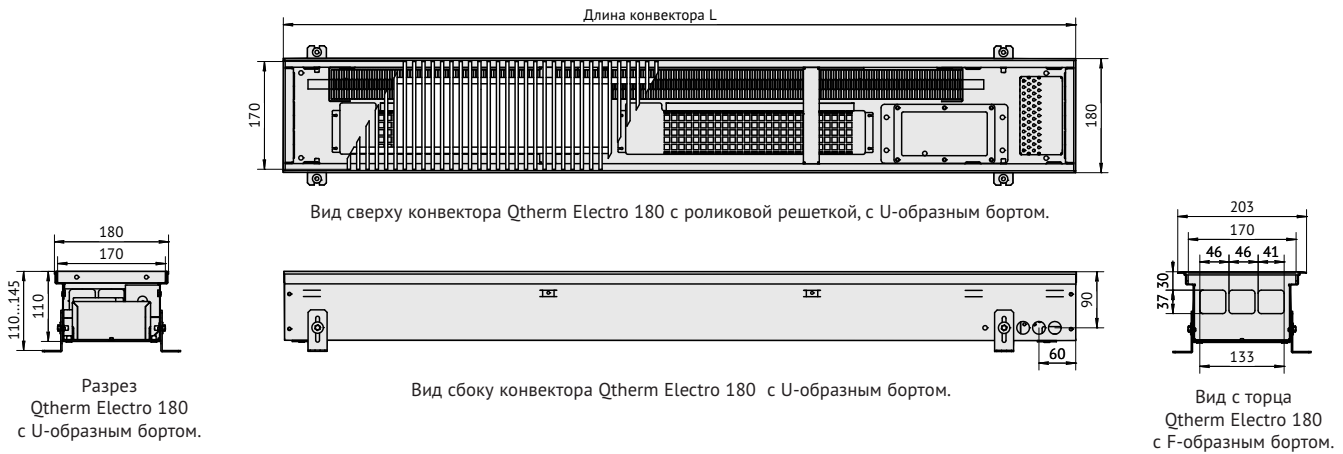 Длина конвектора L
170
180
Вид сверху конвектора Qtherm Electro 180 с роликовой решеткой, с U-образным бортом.
180
170
110...145
110
Разрез
Qtherm Electro 180
с U-образным бортом.
90
60
Вид сбоку конвектора Qtherm Electro 180 с U-образным бортом.
203
170
46 46 41
30
37
133
Вид с торца
Qtherm Electro 180
с F-образным бортом.